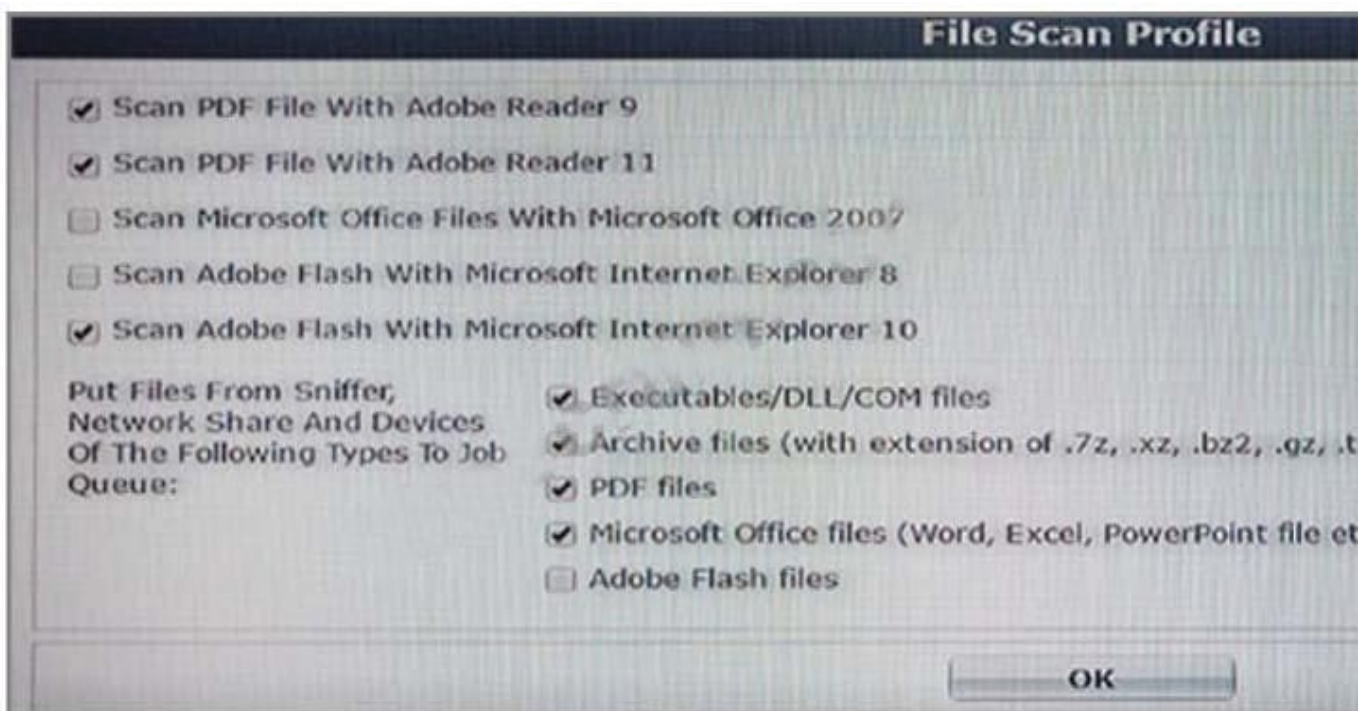 File Scan Profile
Scan PDF File With Adobe Reader 9
Scan PDF File With Adobe Reader 11
Scan Microsoft Office Files With Microsoft Office 2007
Scan Adobe Flash With Microsoft Internet Explorer 8
Scan Adobe Flash With Microsoft Internet Explorer 10
Put Files From Sniffer,
Network Share And Devices
Of The Following Types To Job
Queue:
Executables/DLL/COM files
Archive files (with extension of .7z, .xz, .bz2, .gz, .t
PDF files
Microsoft Office files (Word, Excel, PowerPoint file et
Adobe Flash files
OK